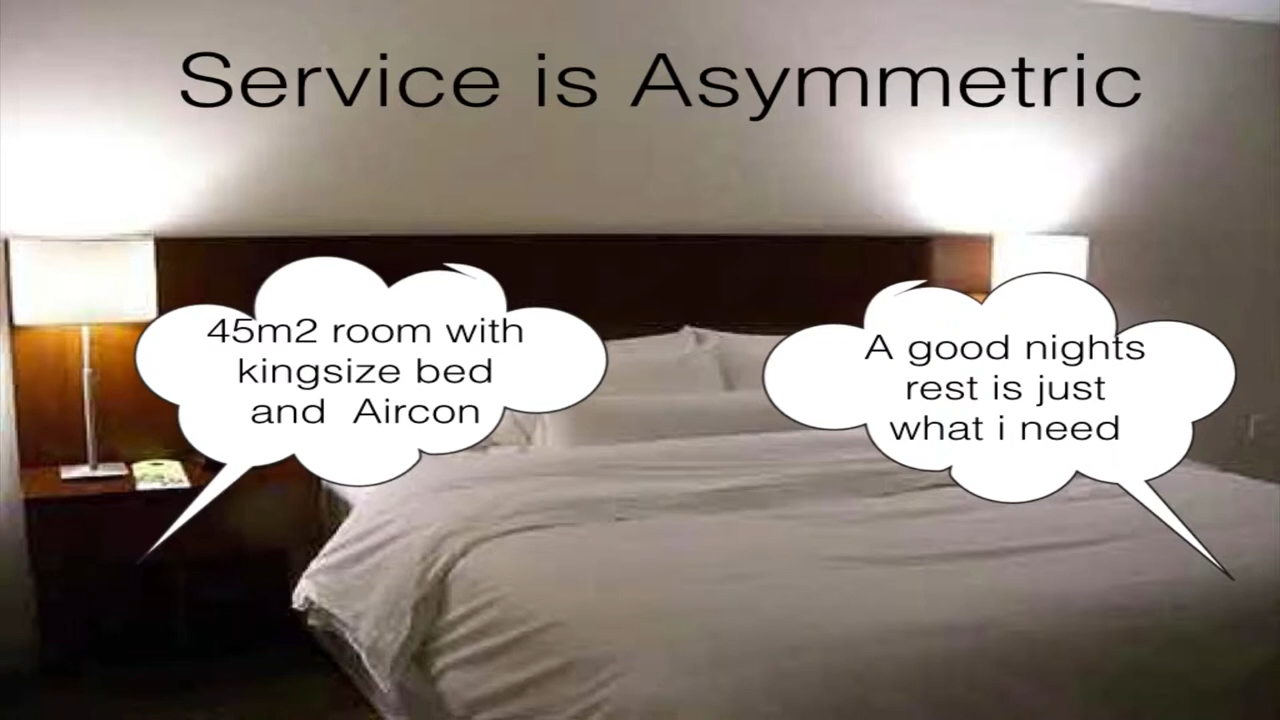 Service is Asymmetric
45m2 room with
kingsize bed
and  Aircon
A good nights
rest is just
what i need